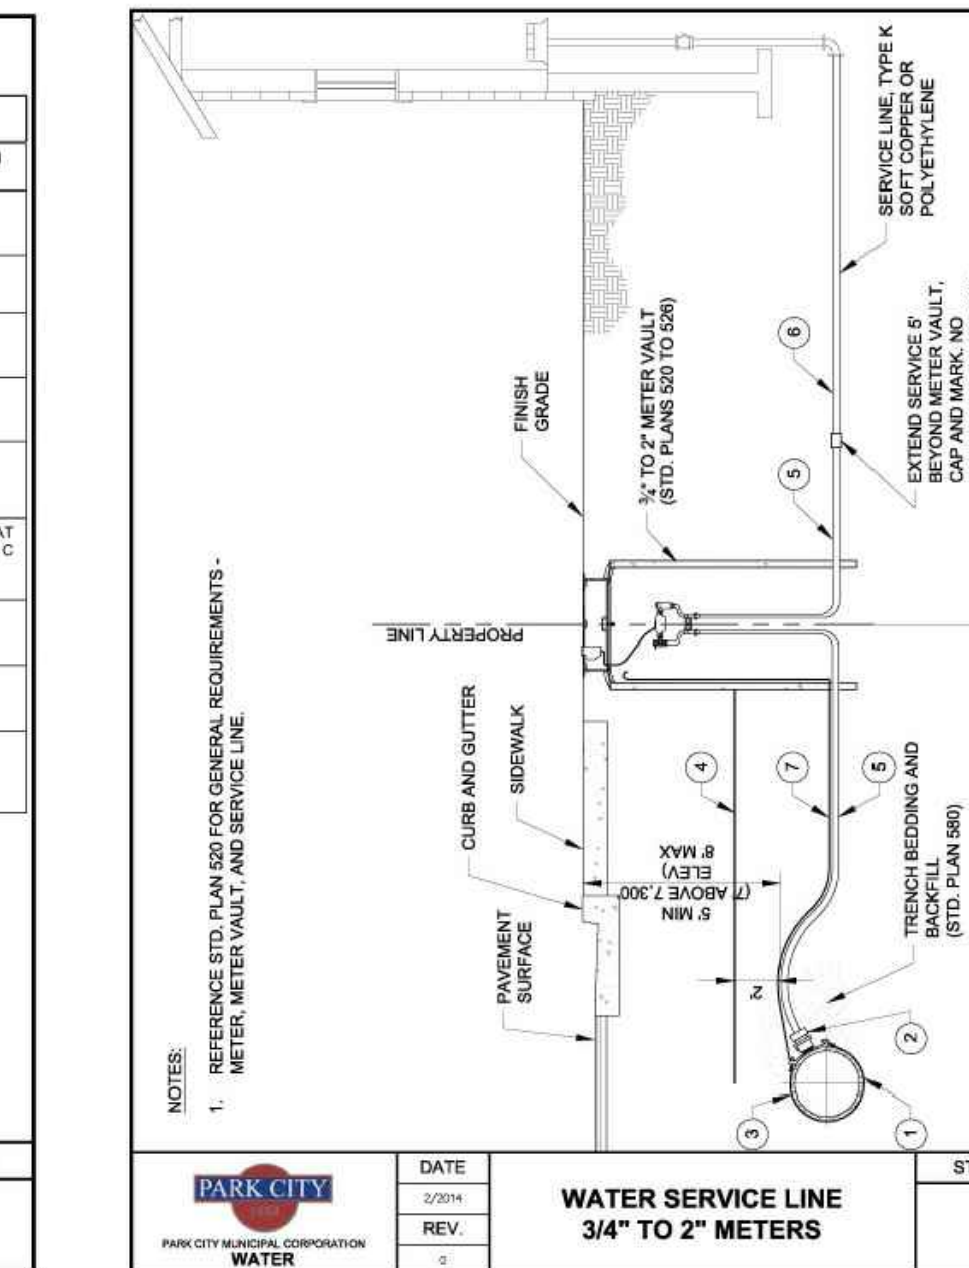 AT
C
NOTES:
1. REFERENCE STD. PLAN 520 FOR GENERAL REQUIREMENTS -
METER, METER VAULT, AND SERVICE LINE.
PAVEMENT
SURFACE
CURB AND GUTTER
SIDEWALK
PROPERTY LINE
FINISH
GRADE
3/4" TO 2" METER VAULT
(STD. PLANS 520 TO 526)
SERVICE LINE, TYPE K
SOFT COPPER OR
POLYETHYLENE
EXTEND SERVICE 5'
BEYOND METER VAULT,
CAP AND MARK. NO
5' MIN
(7' ABOVE 7,300'
ELEV)
8' MAX
2'
TRENCH BEDDING AND
BACKFILL
(STD. PLAN 580)
3
1
2
4
7
5
5
6
PARK CITY
1884
PARK CITY MUNICIPAL CORPORATION
WATER
DATE
2/2014
REV.
0
WATER SERVICE LINE
3/4" TO 2" METERS
ST